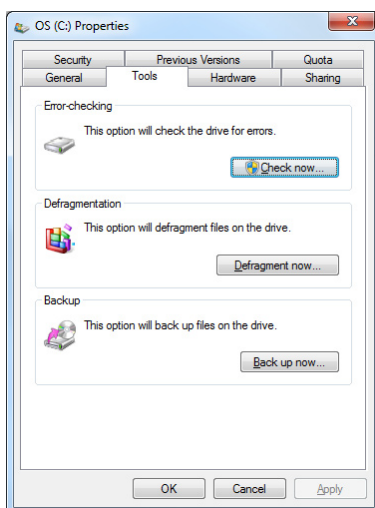 OS (C:) Properties
Security Previous Versions Quota
General Tools Hardware Sharing
Error-checking
This option will check the drive for errors.
Check now...
Defragmentation
This option will defragment files on the drive.
Defragment now...
Backup
This option will back up files on the drive.
Back up now...
OK Cancel Apply